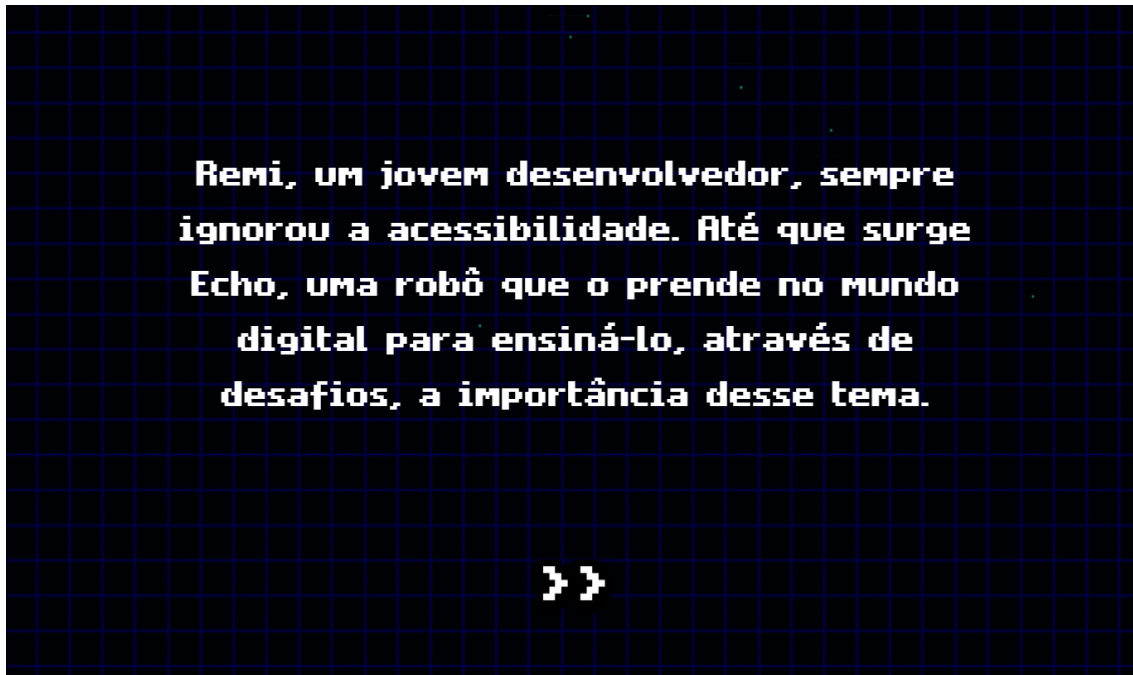 Remi, um jovem desenvolvedor, sempre
ignorou a acessibilidade. Até que surge
Echo, uma robô que o prende no mundo
digital para ensiná-lo, através de
desafios, a importância desse tema.
>>